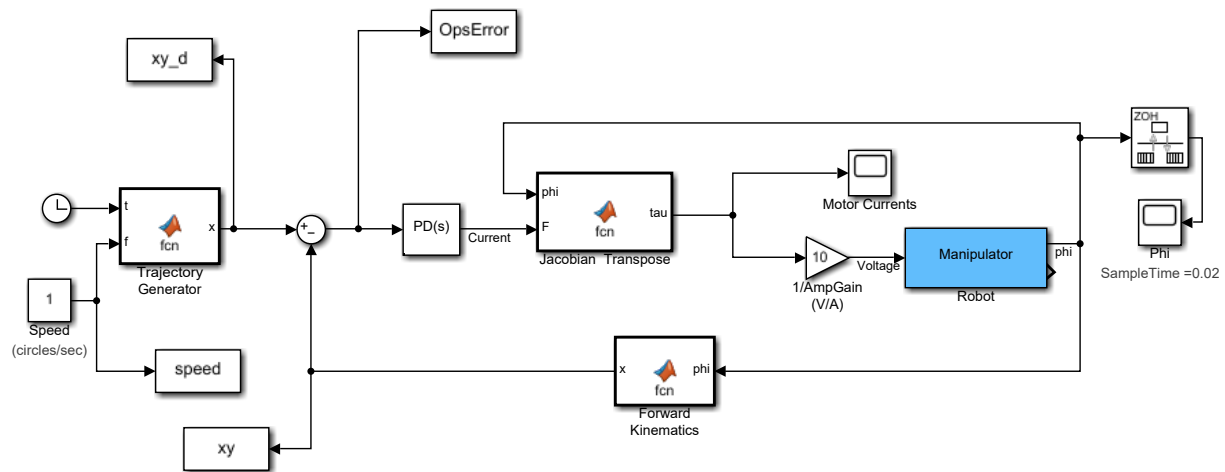 OpsError
xy_d
ZOH
phi
F
tau
fcn
Jacobian Transpose
Motor Currents
t
f
x
fcn
Trajectory
Generator
+
−
PD(s)
Current
10
1/AmpGain
(V/A)
Voltage
Manipulator
phi
Robot
Phi
SampleTime =0.02
1
Speed
(circles/sec)
speed
x
phi
fcn
Forward
Kinematics
xy